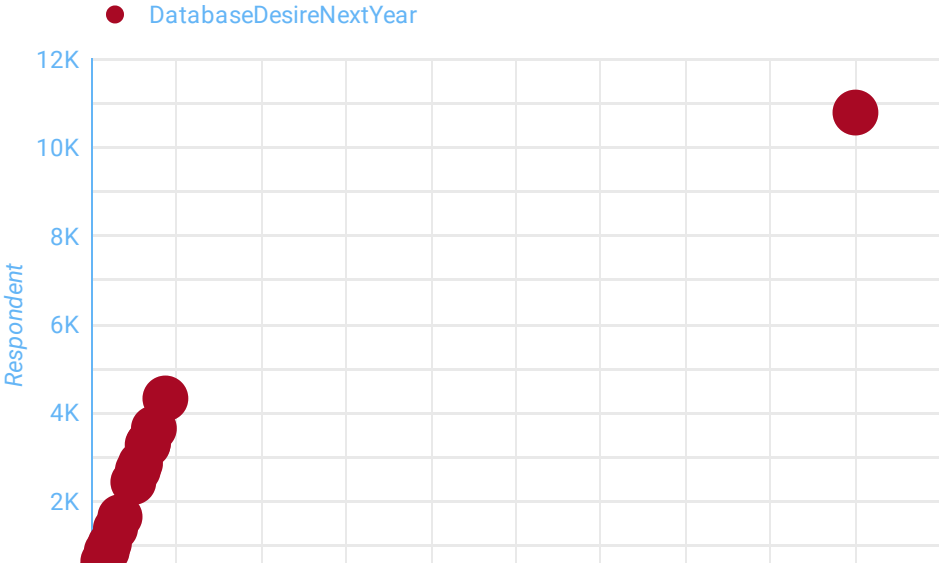 DatabaseDesireNextYear
12K
10K
8K
6K
4K
2K
Respondent